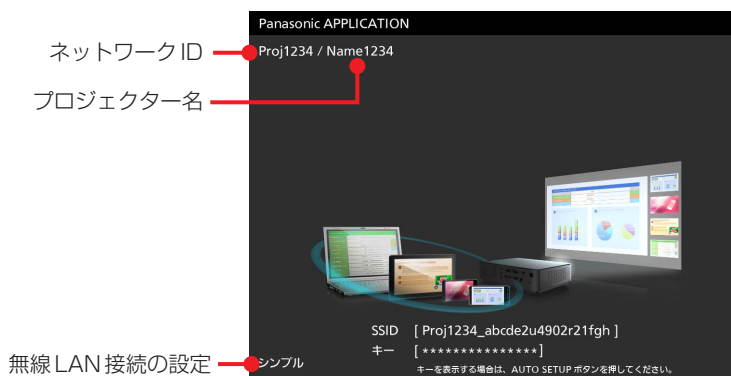 Panasonic APPLICATION
ネットワークID
Proj1234 / Name1234
プロジェクター名
SSID [ Proj1234_abcde2u4902r21fgh ]
キー [***************]
無線LAN接続の設定
シンプル
キーを表示する場合は、AUTO SETUP ボタンを押してください。